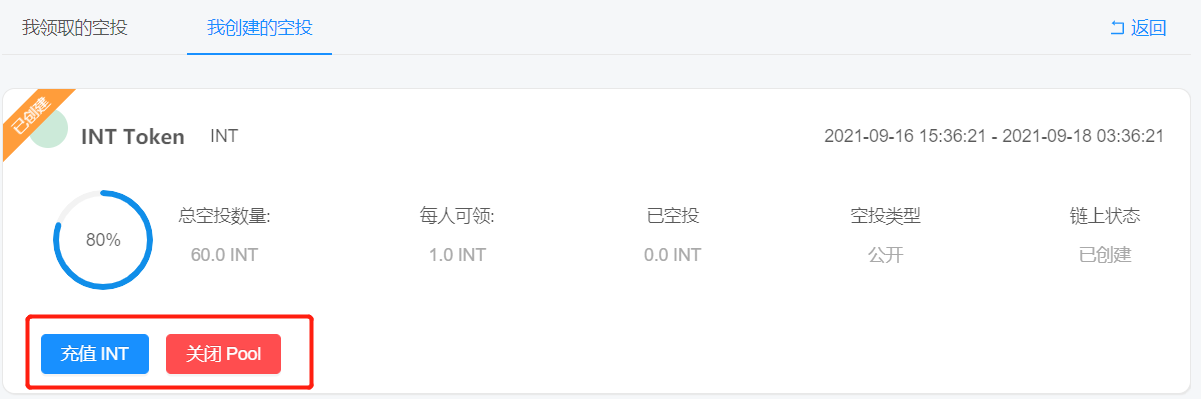 我领取的空投
我创建的空投
返回
已创建
INT Token INT
2021-09-16 15:36:21 - 2021-09-18 03:36:21
80%
总空投数量: 每人可领: 已空投 空投类型 链上状态
60.0 INT 1.0 INT 0.0 INT 公开 已创建
充值 INT 关闭 Pool